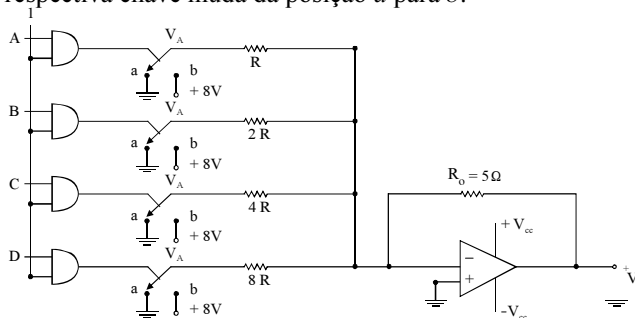 respectiva chave muda da posição a para b.
1
A
V_A
a
b
+ 8V
R
B
V_A
a
b
+ 8V
2 R
C
V_A
a
b
+ 8V
4 R
D
V_A
a
b
+ 8V
8 R
R_o = 5Ω
+ V_cc
−
+
-V_cc
+V